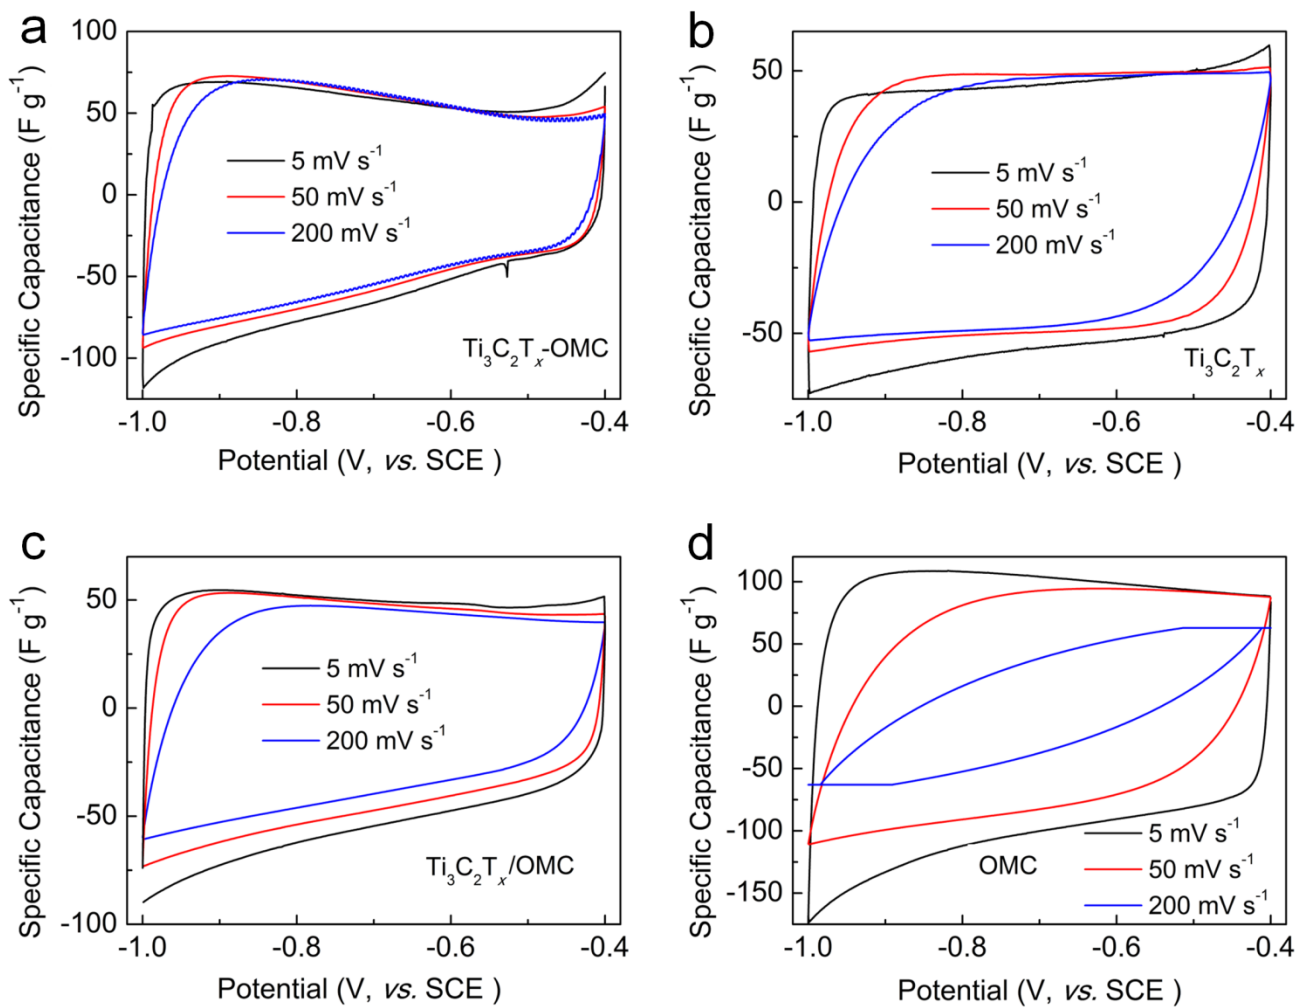 a
100
50
0
-50
-100
Specific Capacitance (F g⁻¹)
5 mV s⁻¹
50 mV s⁻¹
200 mV s⁻¹
Ti₃C₂Tₓ-OMC
-1.0 -0.8 -0.6 -0.4
Potential (V, vs. SCE )
b
50
0
-50
Specific Capacitance (F g⁻¹)
5 mV s⁻¹
50 mV s⁻¹
200 mV s⁻¹
Ti₃C₂Tₓ
-1.0 -0.8 -0.6 -0.4
Potential (V, vs. SCE )
c
50
0
-50
-100
Specific Capacitance (F g⁻¹)
5 mV s⁻¹
50 mV s⁻¹
200 mV s⁻¹
Ti₃C₂Tₓ/OMC
-1.0 -0.8 -0.6 -0.4
Potential (V, vs. SCE )
d
100
50
0
-50
-100
-150
Specific Capacitance (F g⁻¹)
5 mV s⁻¹
50 mV s⁻¹
200 mV s⁻¹
OMC
-1.0 -0.8 -0.6 -0.4
Potential (V, vs. SCE )